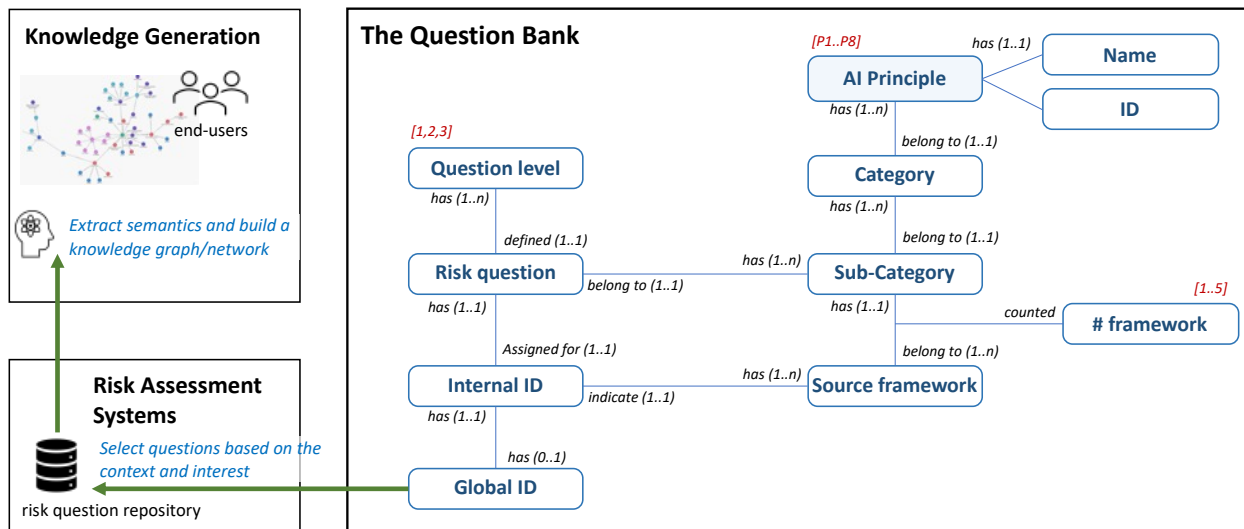 Knowledge Generation
end-users
Extract semantics and build a
knowledge graph/network
Risk Assessment
Systems
Select questions based on the
context and interest
risk question repository
The Question Bank
[P1..P8]
AI Principle
has (1..1)
Name
ID
has (1..n)
belong to (1..1)
Category
has (1..n)
belong to (1..1)
[1,2,3]
Question level
has (1..n)
defined (1..1)
Risk question
belong to (1..1)
has (1..n)
Sub-Category
has (1..1)
has (1..1)
counted
[1..5]
# framework
Assigned for (1..1)
belong to (1..n)
Internal ID
indicate (1..1)
has (1..n)
Source framework
has (1..1)
has (0..1)
Global ID